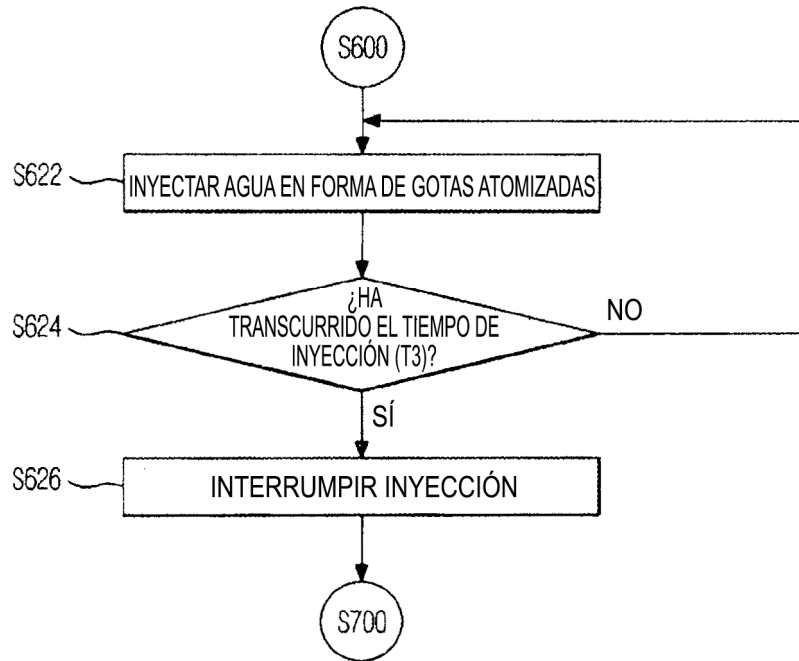 S600
S622
INYECTAR AGUA EN FORMA DE GOTAS ATOMIZADAS
S624
¿HA
TRANSCURRIDO EL TIEMPO DE
INYECCIÓN (T3)?
NO
SÍ
S626
INTERRUMPIR INYECCIÓN
S700